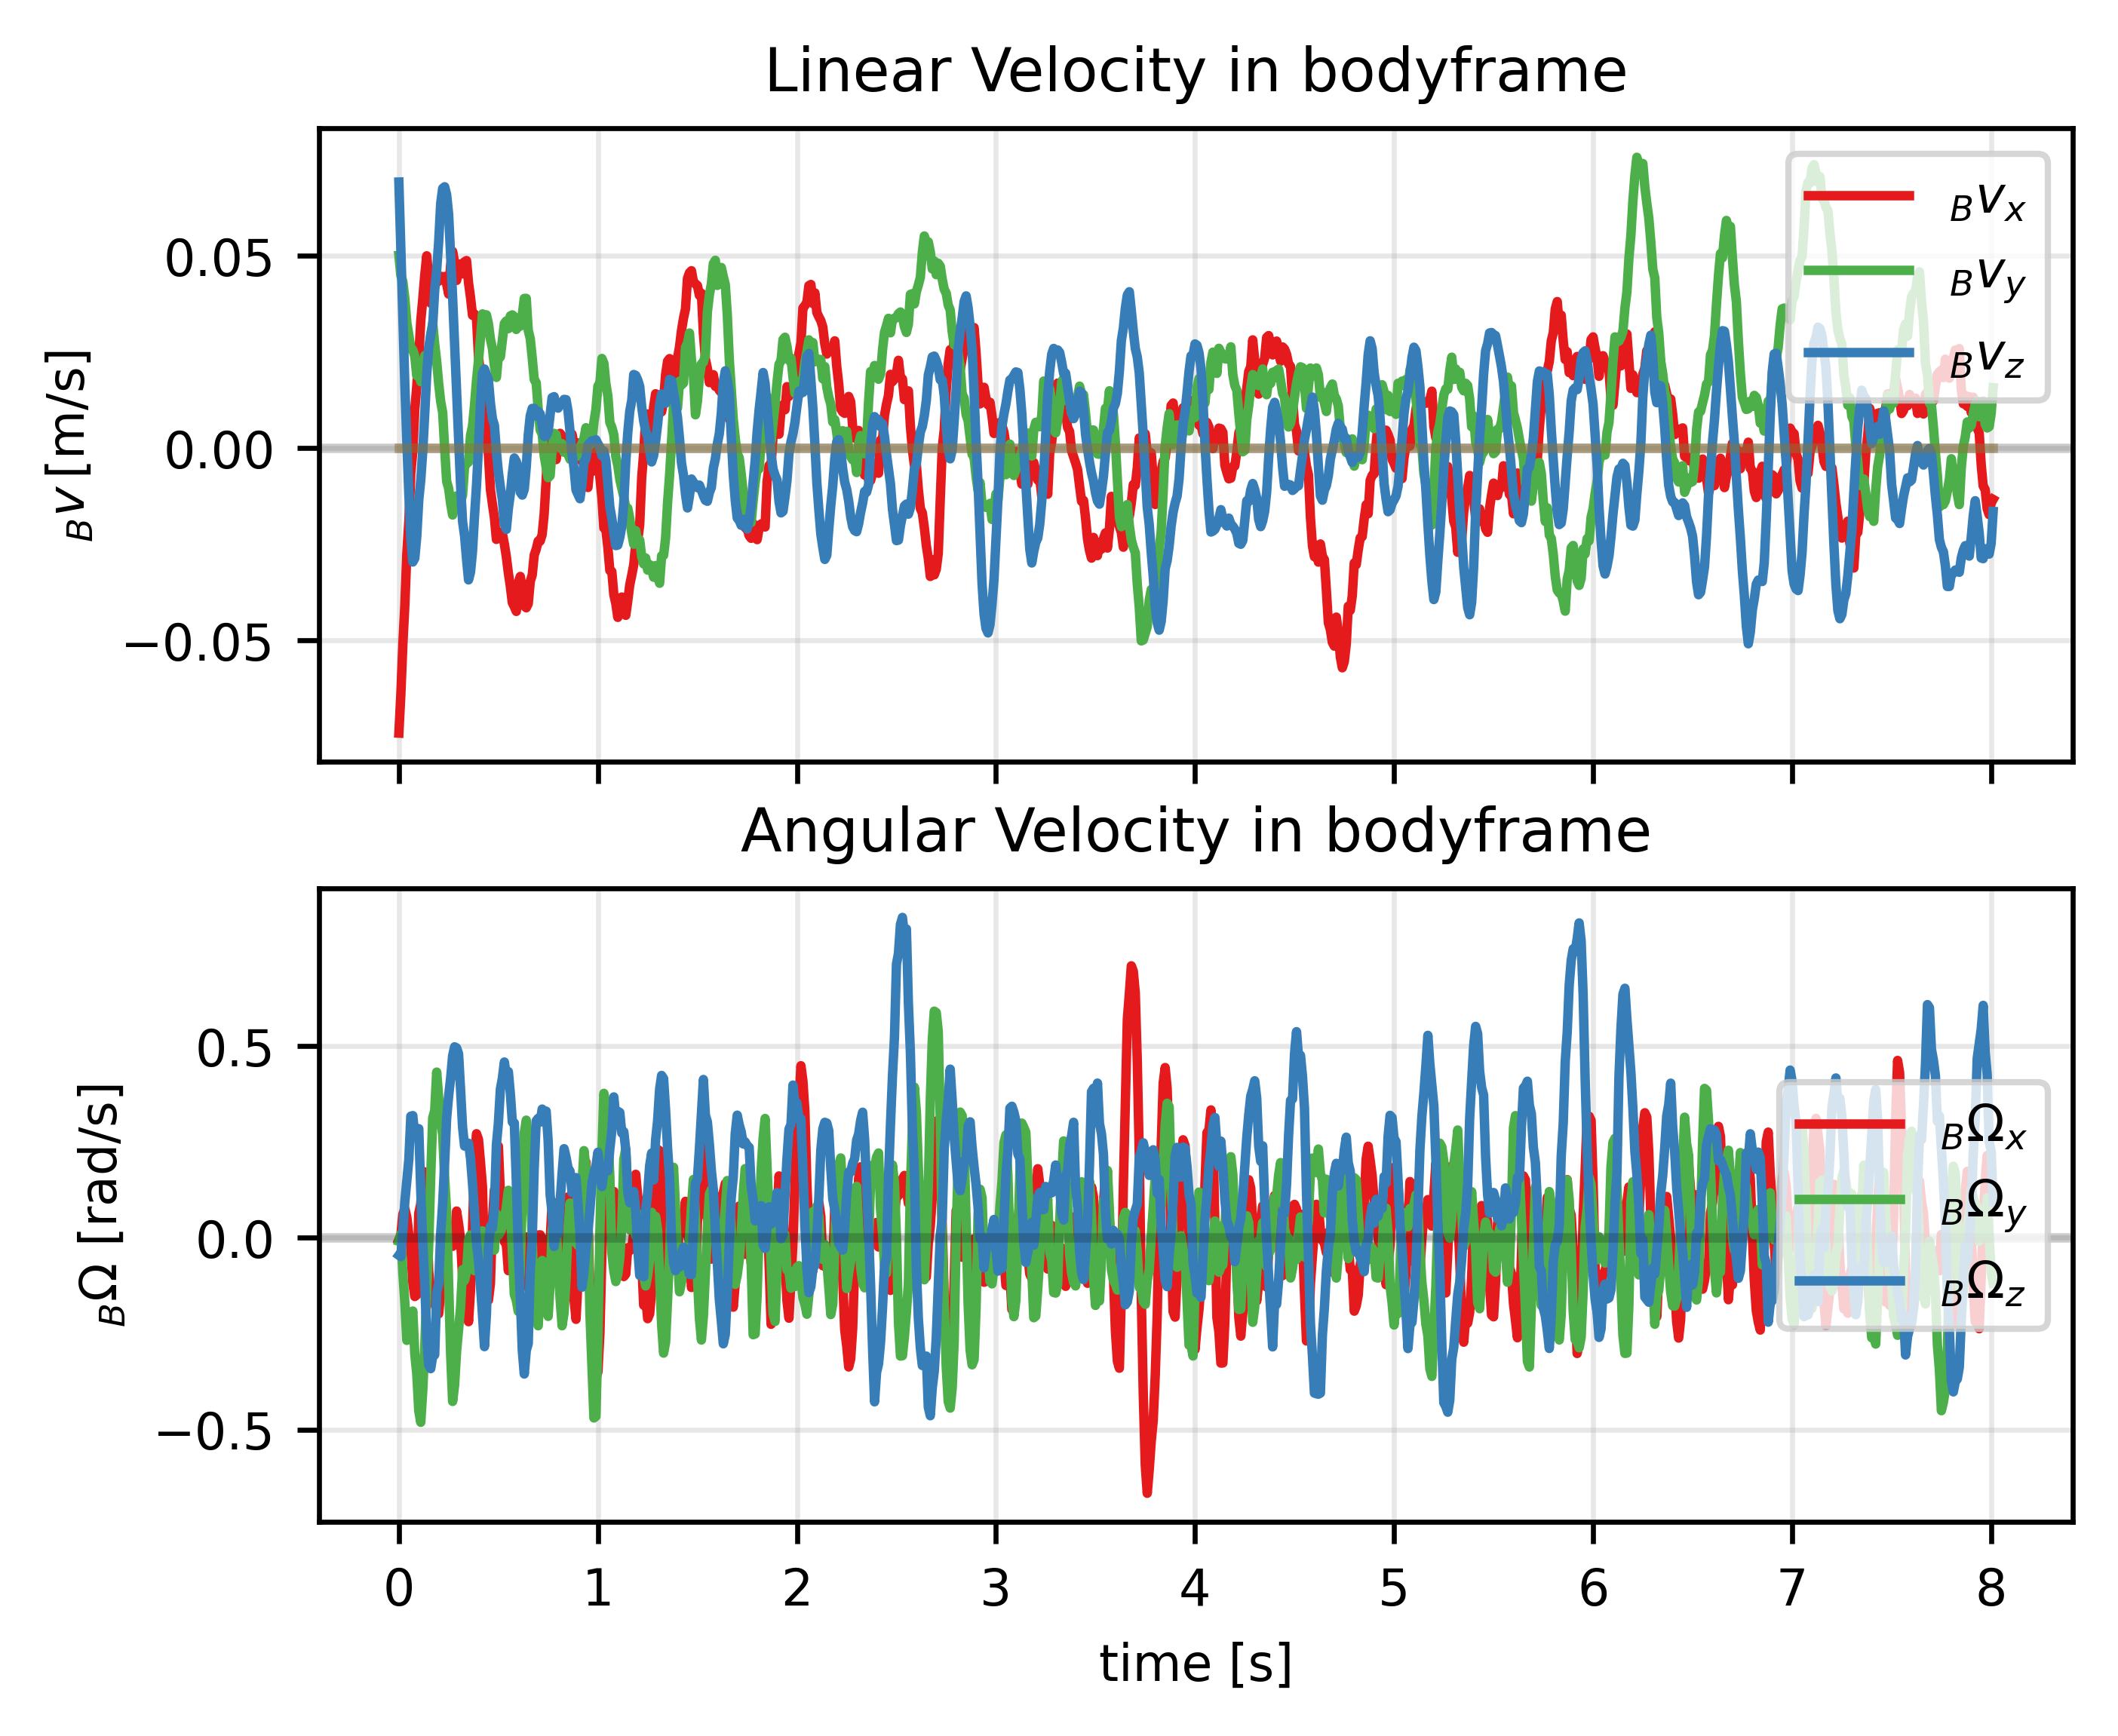 Linear Velocity in bodyframe
Bv [m/s]
0.05
0.00
−0.05
Bvx
Bvy
Bvz
Angular Velocity in bodyframe
BΩ [rad/s]
0.5
0.0
−0.5
BΩx
BΩy
BΩz
0 1 2 3 4 5 6 7 8
time [s]